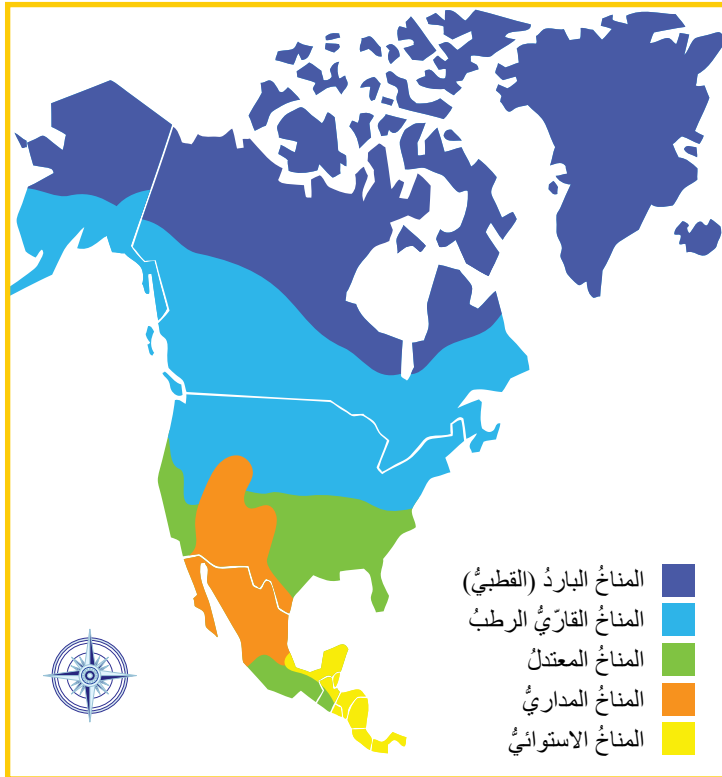 المناخُ الباردُ (القطبيُّ)
المناخُ القارّيُّ الرطبُ
المناخُ المعتدلُ
المناخُ المداريُّ
المناخُ الاستوائيُّ